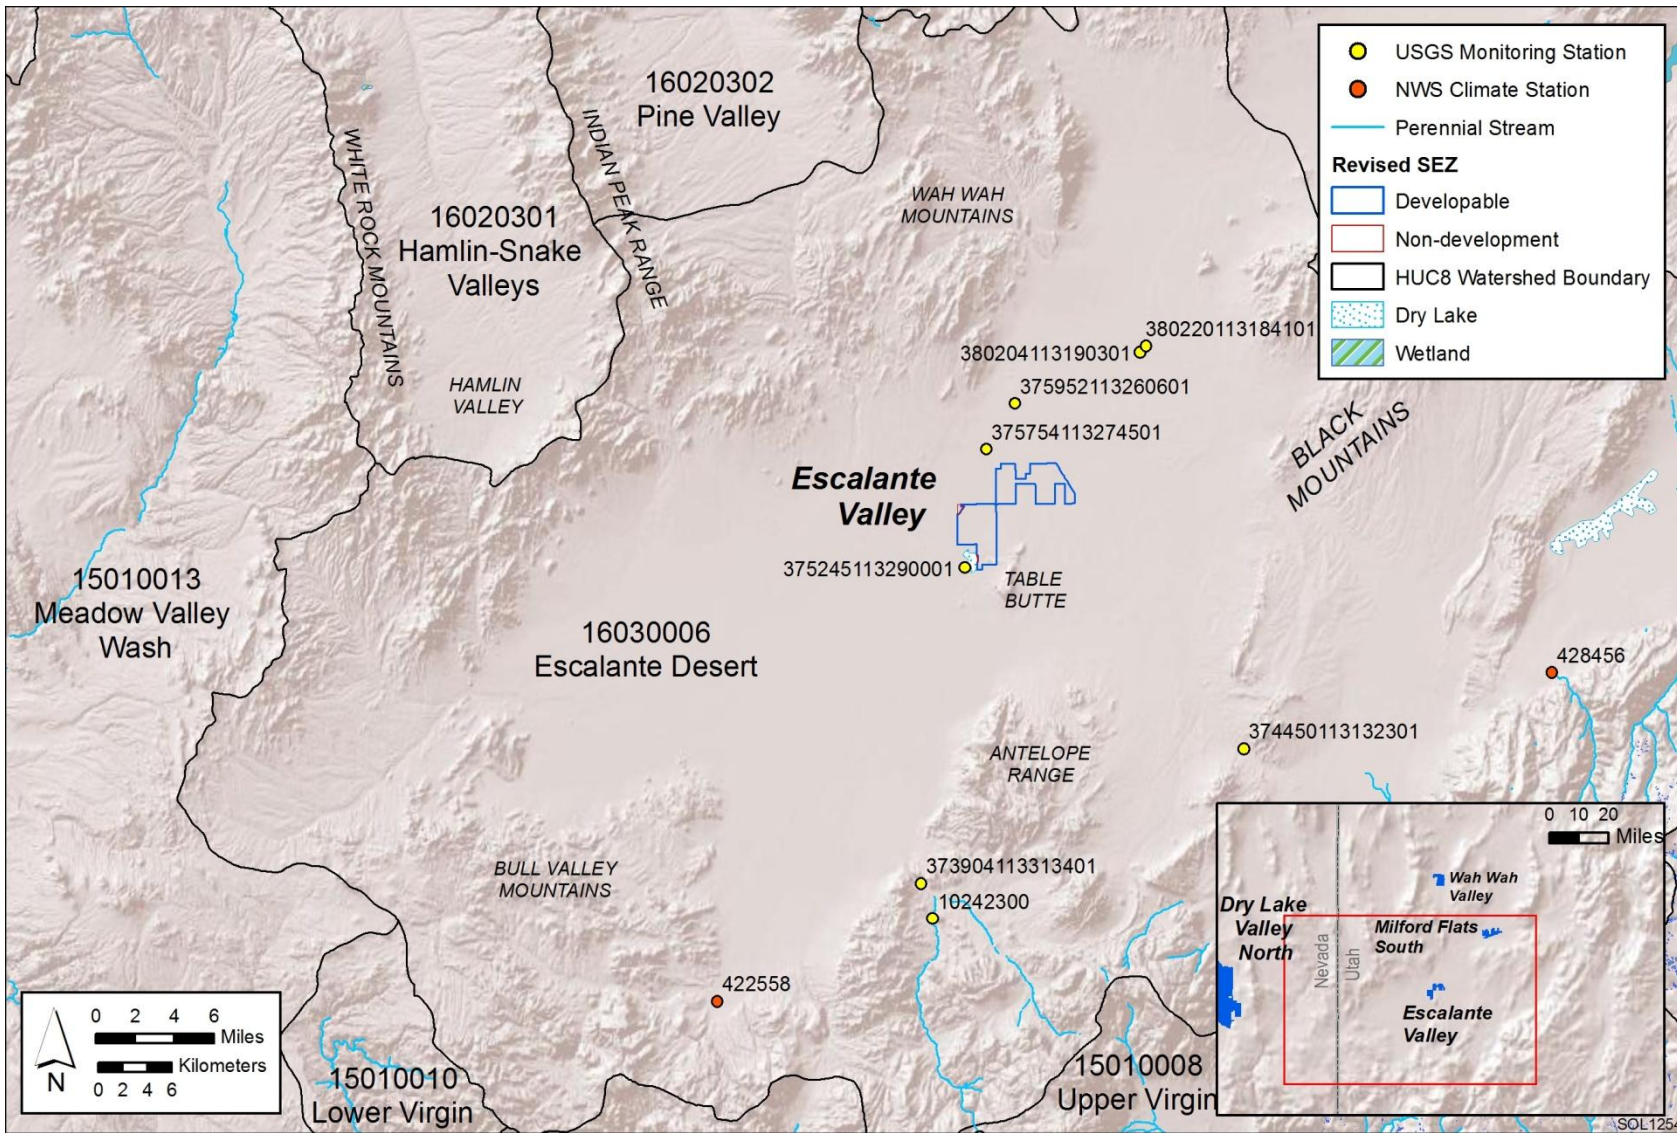 16020302
Pine Valley
WHITE ROCK MOUNTAINS
INDIAN PEAK RANGE
16020301
Hamlin-Snake
Valleys
WAH WAH
MOUNTAINS
HAMLIN
VALLEY
380220113184101
380204113190301
375952113260601
375754113274501
Escalante
Valley
BLACK
MOUNTAINS
375245113290001
TABLE
BUTTE
15010013
Meadow Valley
Wash
16030006
Escalante Desert
428456
374450113132301
ANTELOPE
RANGE
BULL VALLEY
MOUNTAINS
373904113313401
10242300
422558
15010010
Lower Virgin
15010008
Upper Virgin
USGS Monitoring Station
NWS Climate Station
Perennial Stream
Revised SEZ
Developable
Non-development
HUC8 Watershed Boundary
Dry Lake
Wetland
N
0 2 4 6
Miles
Kilometers
0 2 4 6
0 10 20
Miles
Wah Wah
Valley
Dry Lake
Valley
North
Milford Flats
South
Nevada
Utah
Escalante
Valley
SOL125